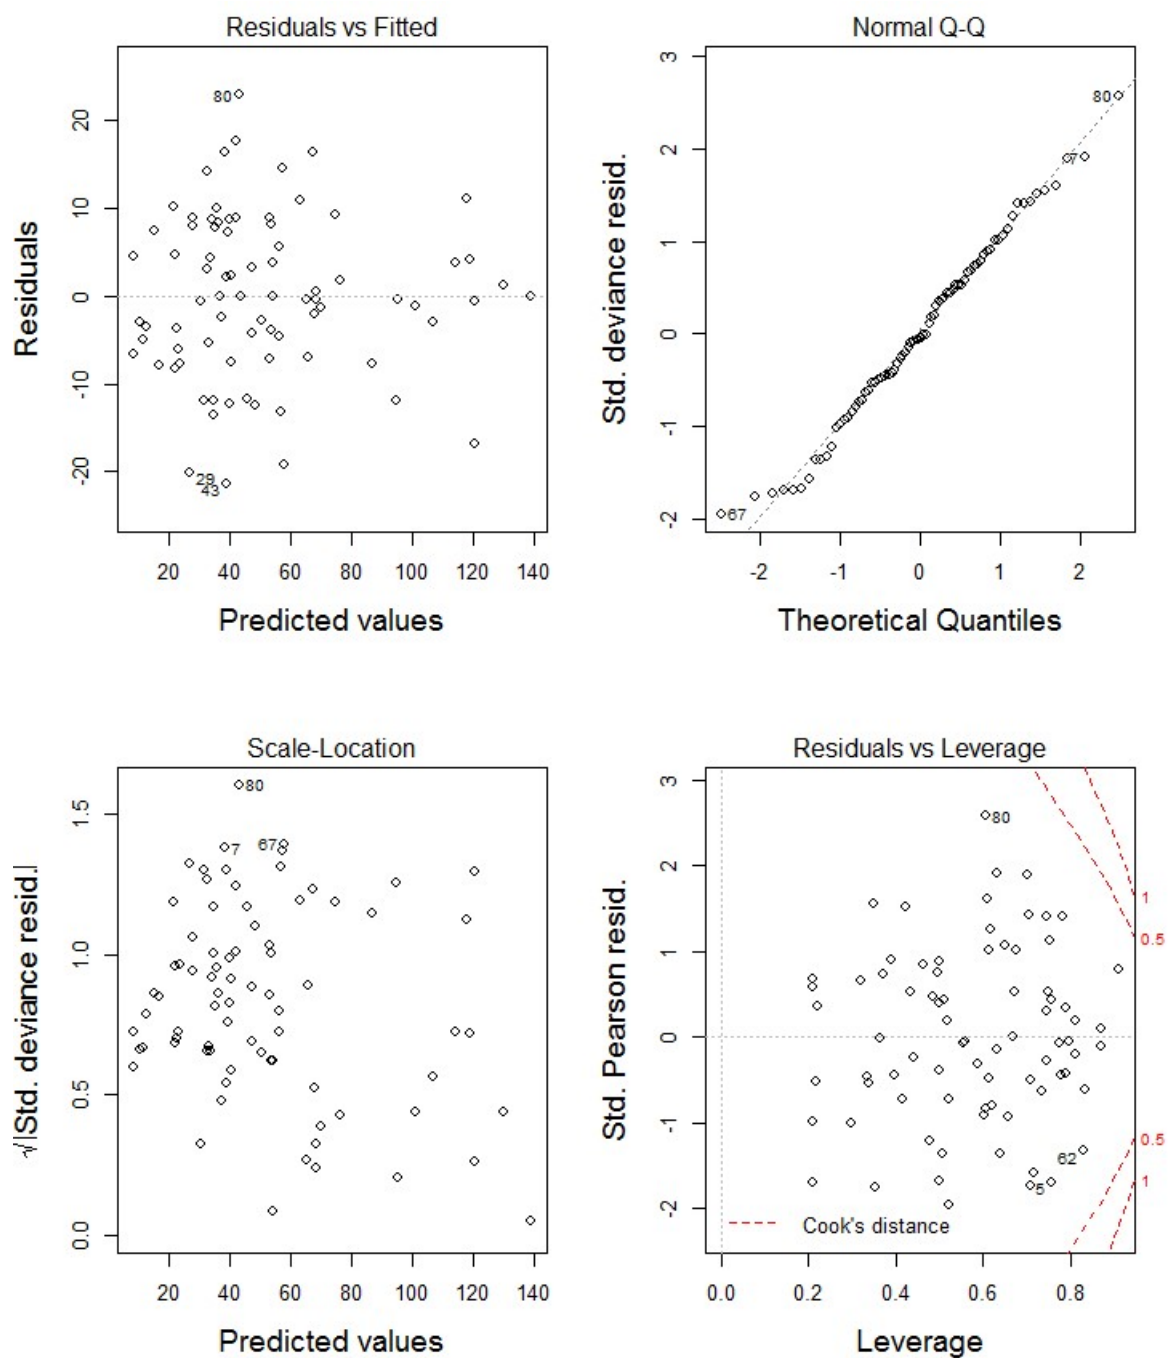 Residuals vs Fitted
Residuals
20
10
0
-10
-20
80
29
43
20 40 60 80 100 120 140
Predicted values
Normal Q-Q
Std. deviance resid.
3
2
1
0
-1
-2
80
7
67
-2 -1 0 1 2
Theoretical Quantiles
Scale-Location
√|Std. deviance resid.|
1.5
1.0
0.5
0.0
80
7
67
20 40 60 80 100 120 140
Predicted values
Residuals vs Leverage
Std. Pearson resid.
3
2
1
0
-1
-2
80
1
0.5
0.5
1
62
5
Cook's distance
0.0 0.2 0.4 0.6 0.8
Leverage